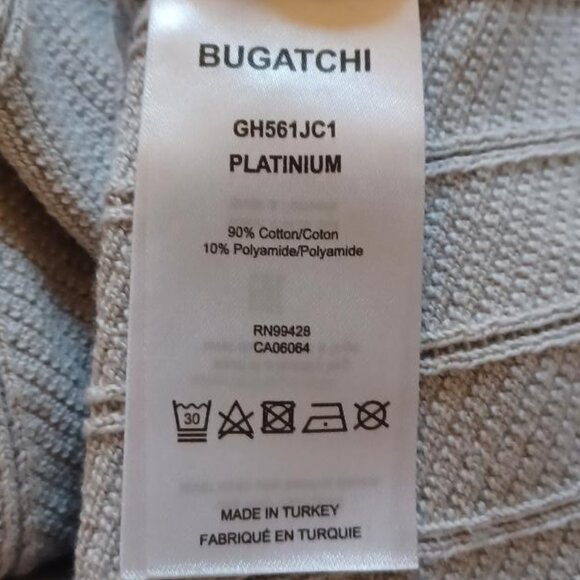 BUGATCHI
GH561JC1
PLATINIUM
90% Cotton/Coton
10% Polyamide/Polyamide
RN99428
CA06064
30
MADE IN TURKEY
FABRIQUÉ EN TURQUIE